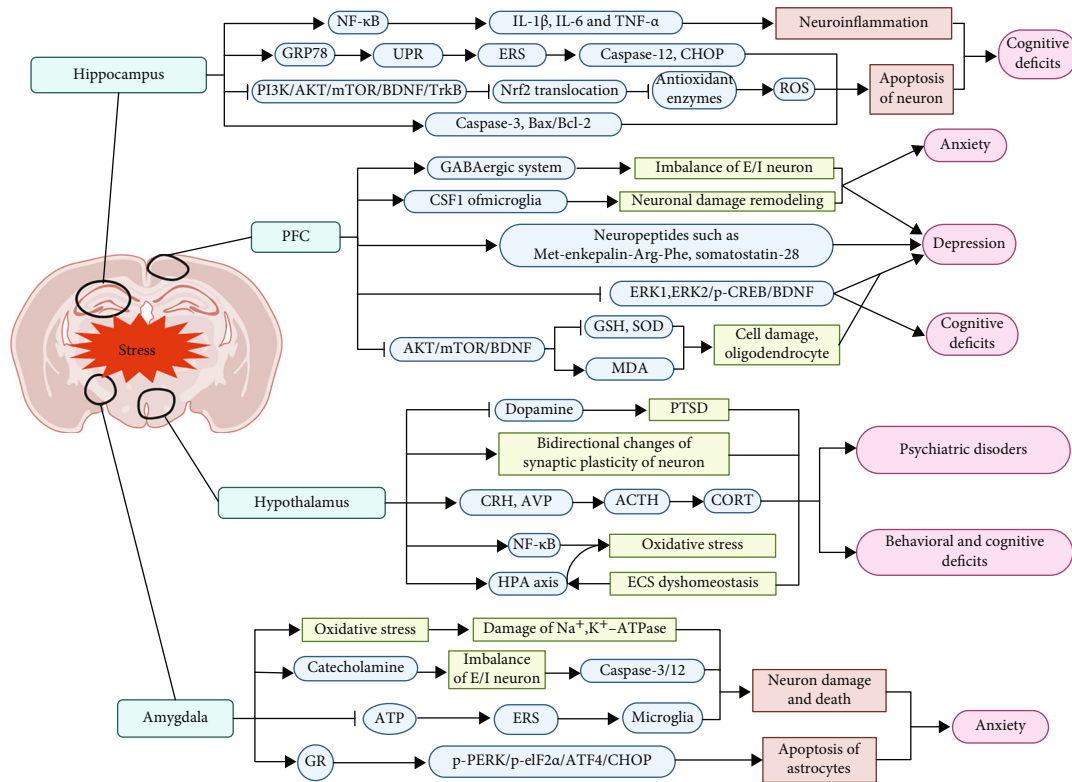 Hippocampus
NF-κB
IL-1β, IL-6 and TNF-α
Neuroinflammation
GRP78
UPR
ERS
Caspase-12, CHOP
PI3K/AKT/mTOR/BDNF/TrkB
Nrf2 translocation
Antioxidant
enzymes
ROS
Caspase-3, Bax/Bcl-2
Apoptosis
of neuron
Cognitive
deficits
PFC
GABAergic system
Imbalance of E/I neuron
CSF1 ofmicroglia
Neuronal damage remodeling
Neuropeptides such as
Met-enkepalin-Arg-Phe, somatostatin-28
ERK1,ERK2/p-CREB/BDNF
AKT/mTOR/BDNF
GSH, SOD
MDA
Cell damage,
oligodendrocyte
Anxiety
Depression
Cognitive
deficits
Stress
Hypothalamus
Dopamine
PTSD
Bidirectional changes of
synaptic plasticity of neuron
CRH, AVP
ACTH
CORT
NF-κB
Oxidative stress
HPA axis
ECS dyshomeostasis
Psychiatric disoders
Behavioral and cognitive
deficits
Amygdala
Oxidative stress
Damage of Na⁺,K⁺–ATPase
Catecholamine
Imbalance
of E/I neuron
Caspase-3/12
ATP
ERS
Microglia
GR
p-PERK/p-elF2α/ATF4/CHOP
Neuron damage
and death
Apoptosis of
astrocytes
Anxiety